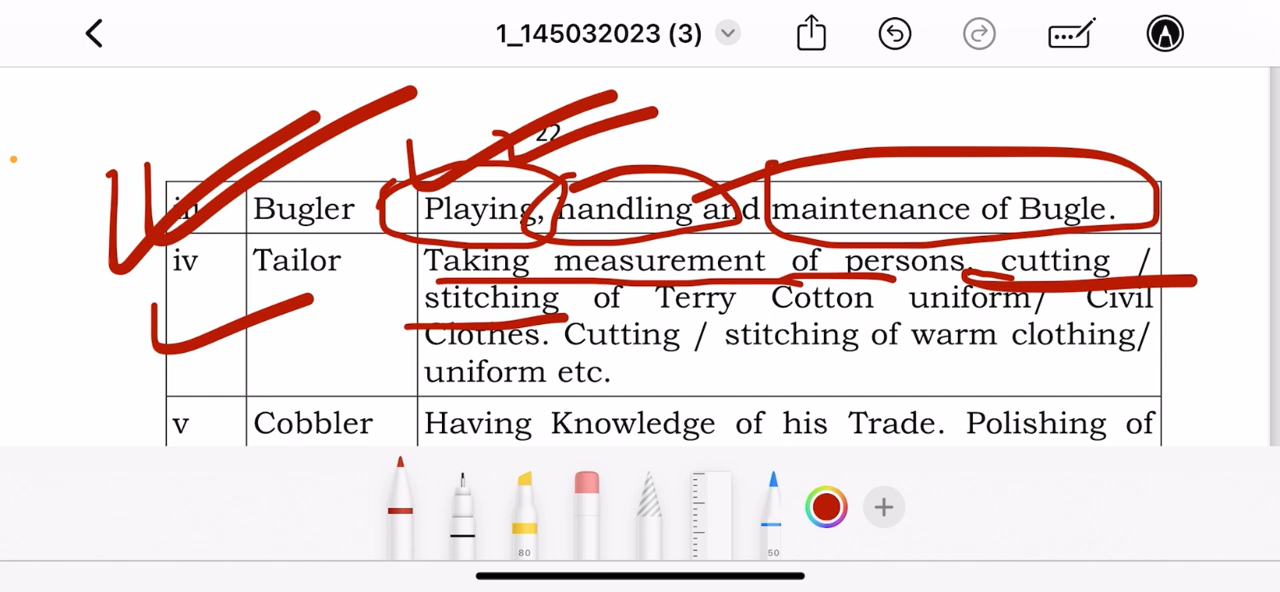 1_145032023 (3)
22
iii Bugler Playing, handling and maintenance of Bugle.
iv Tailor Taking measurement of persons, cutting /
stitching of Terry Cotton uniform/ Civil
Clothes. Cutting / stitching of warm clothing/
uniform etc.
v Cobbler Having Knowledge of his Trade. Polishing of
80 50